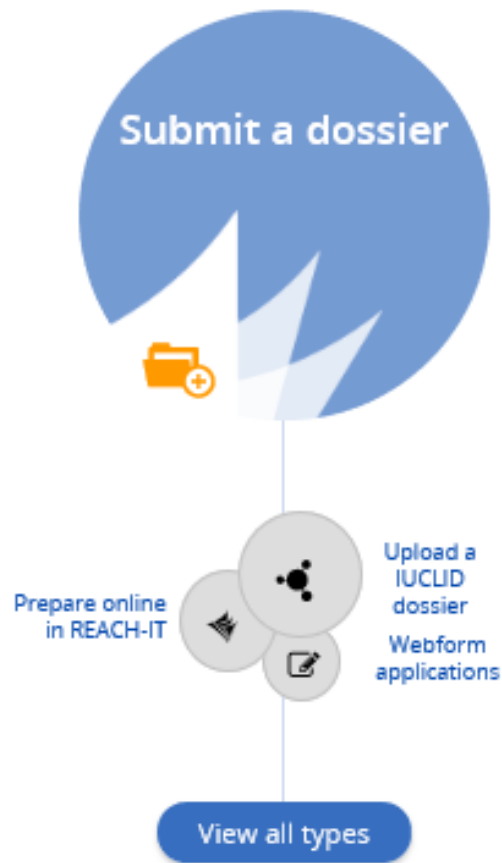 Submit a dossier
Upload a
IUCLID
dossier
Prepare online
in REACH-IT
Webform
applications
View all types